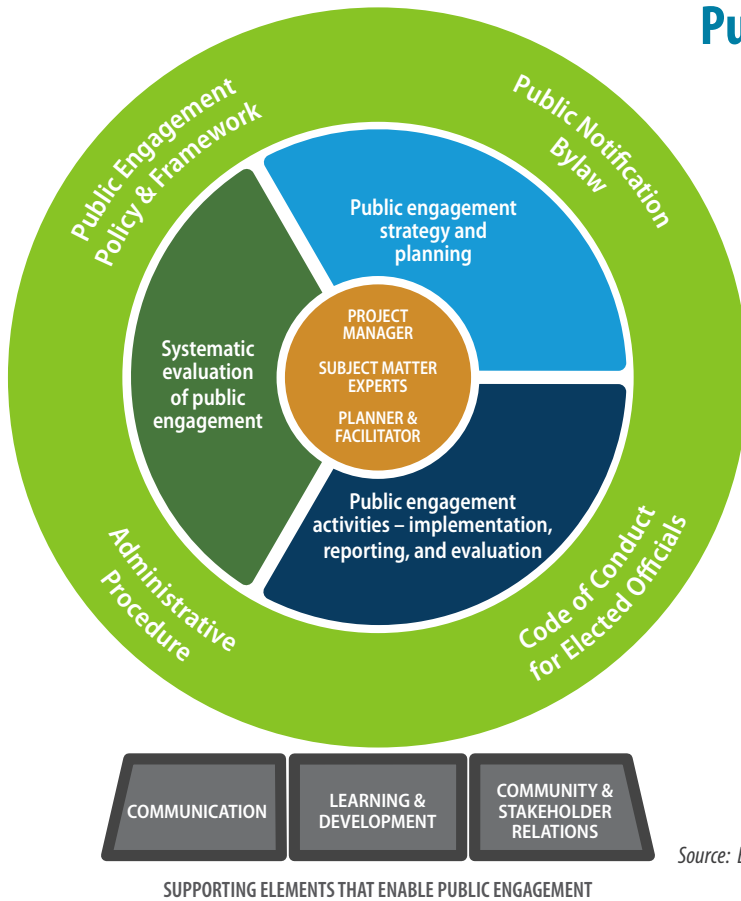 Pu
Public Engagement
Policy & Framework
Public Notification
Bylaw
Public engagement
strategy and
planning
Systematic
evaluation
of public
engagement
PROJECT
MANAGER
SUBJECT MATTER
EXPERTS
PLANNER &
FACILITATOR
Public engagement
activities – implementation,
reporting, and evaluation
Administrative
Procedure
Code of Conduct
for Elected Officials
COMMUNICATION
LEARNING &
DEVELOPMENT
COMMUNITY &
STAKEHOLDER
RELATIONS
Source:
SUPPORTING ELEMENTS THAT ENABLE PUBLIC ENGAGEMENT